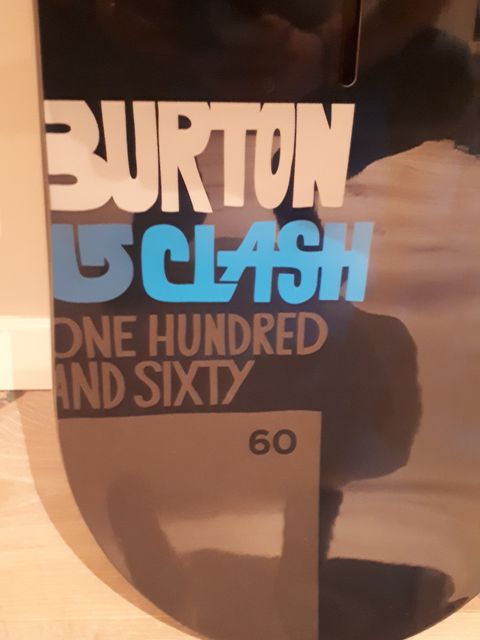 BURTON
CLASH
ONE HUNDRED
AND SIXTY
60